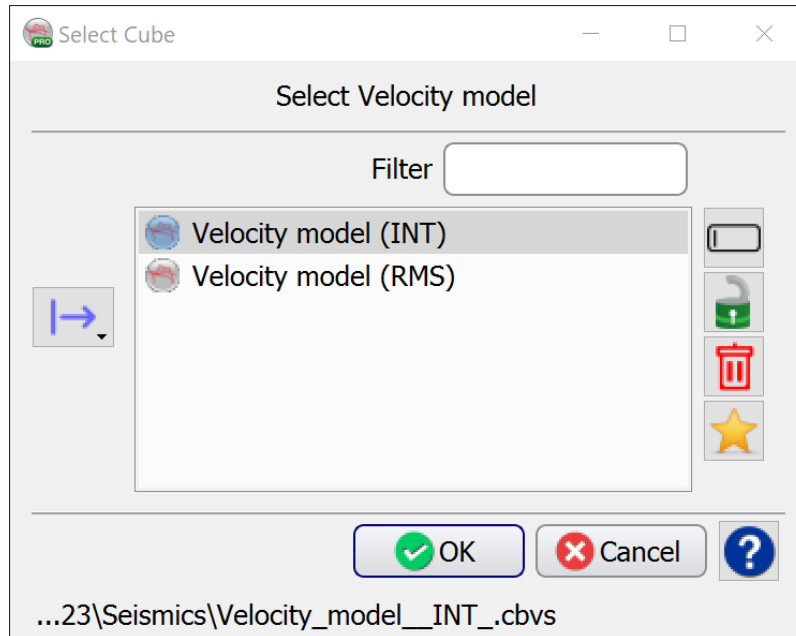 Select Cube
Select Velocity model
Filter
Velocity model (INT)
Velocity model (RMS)
OK Cancel ?
...23\Seismics\Velocity_model__INT_.cbvs